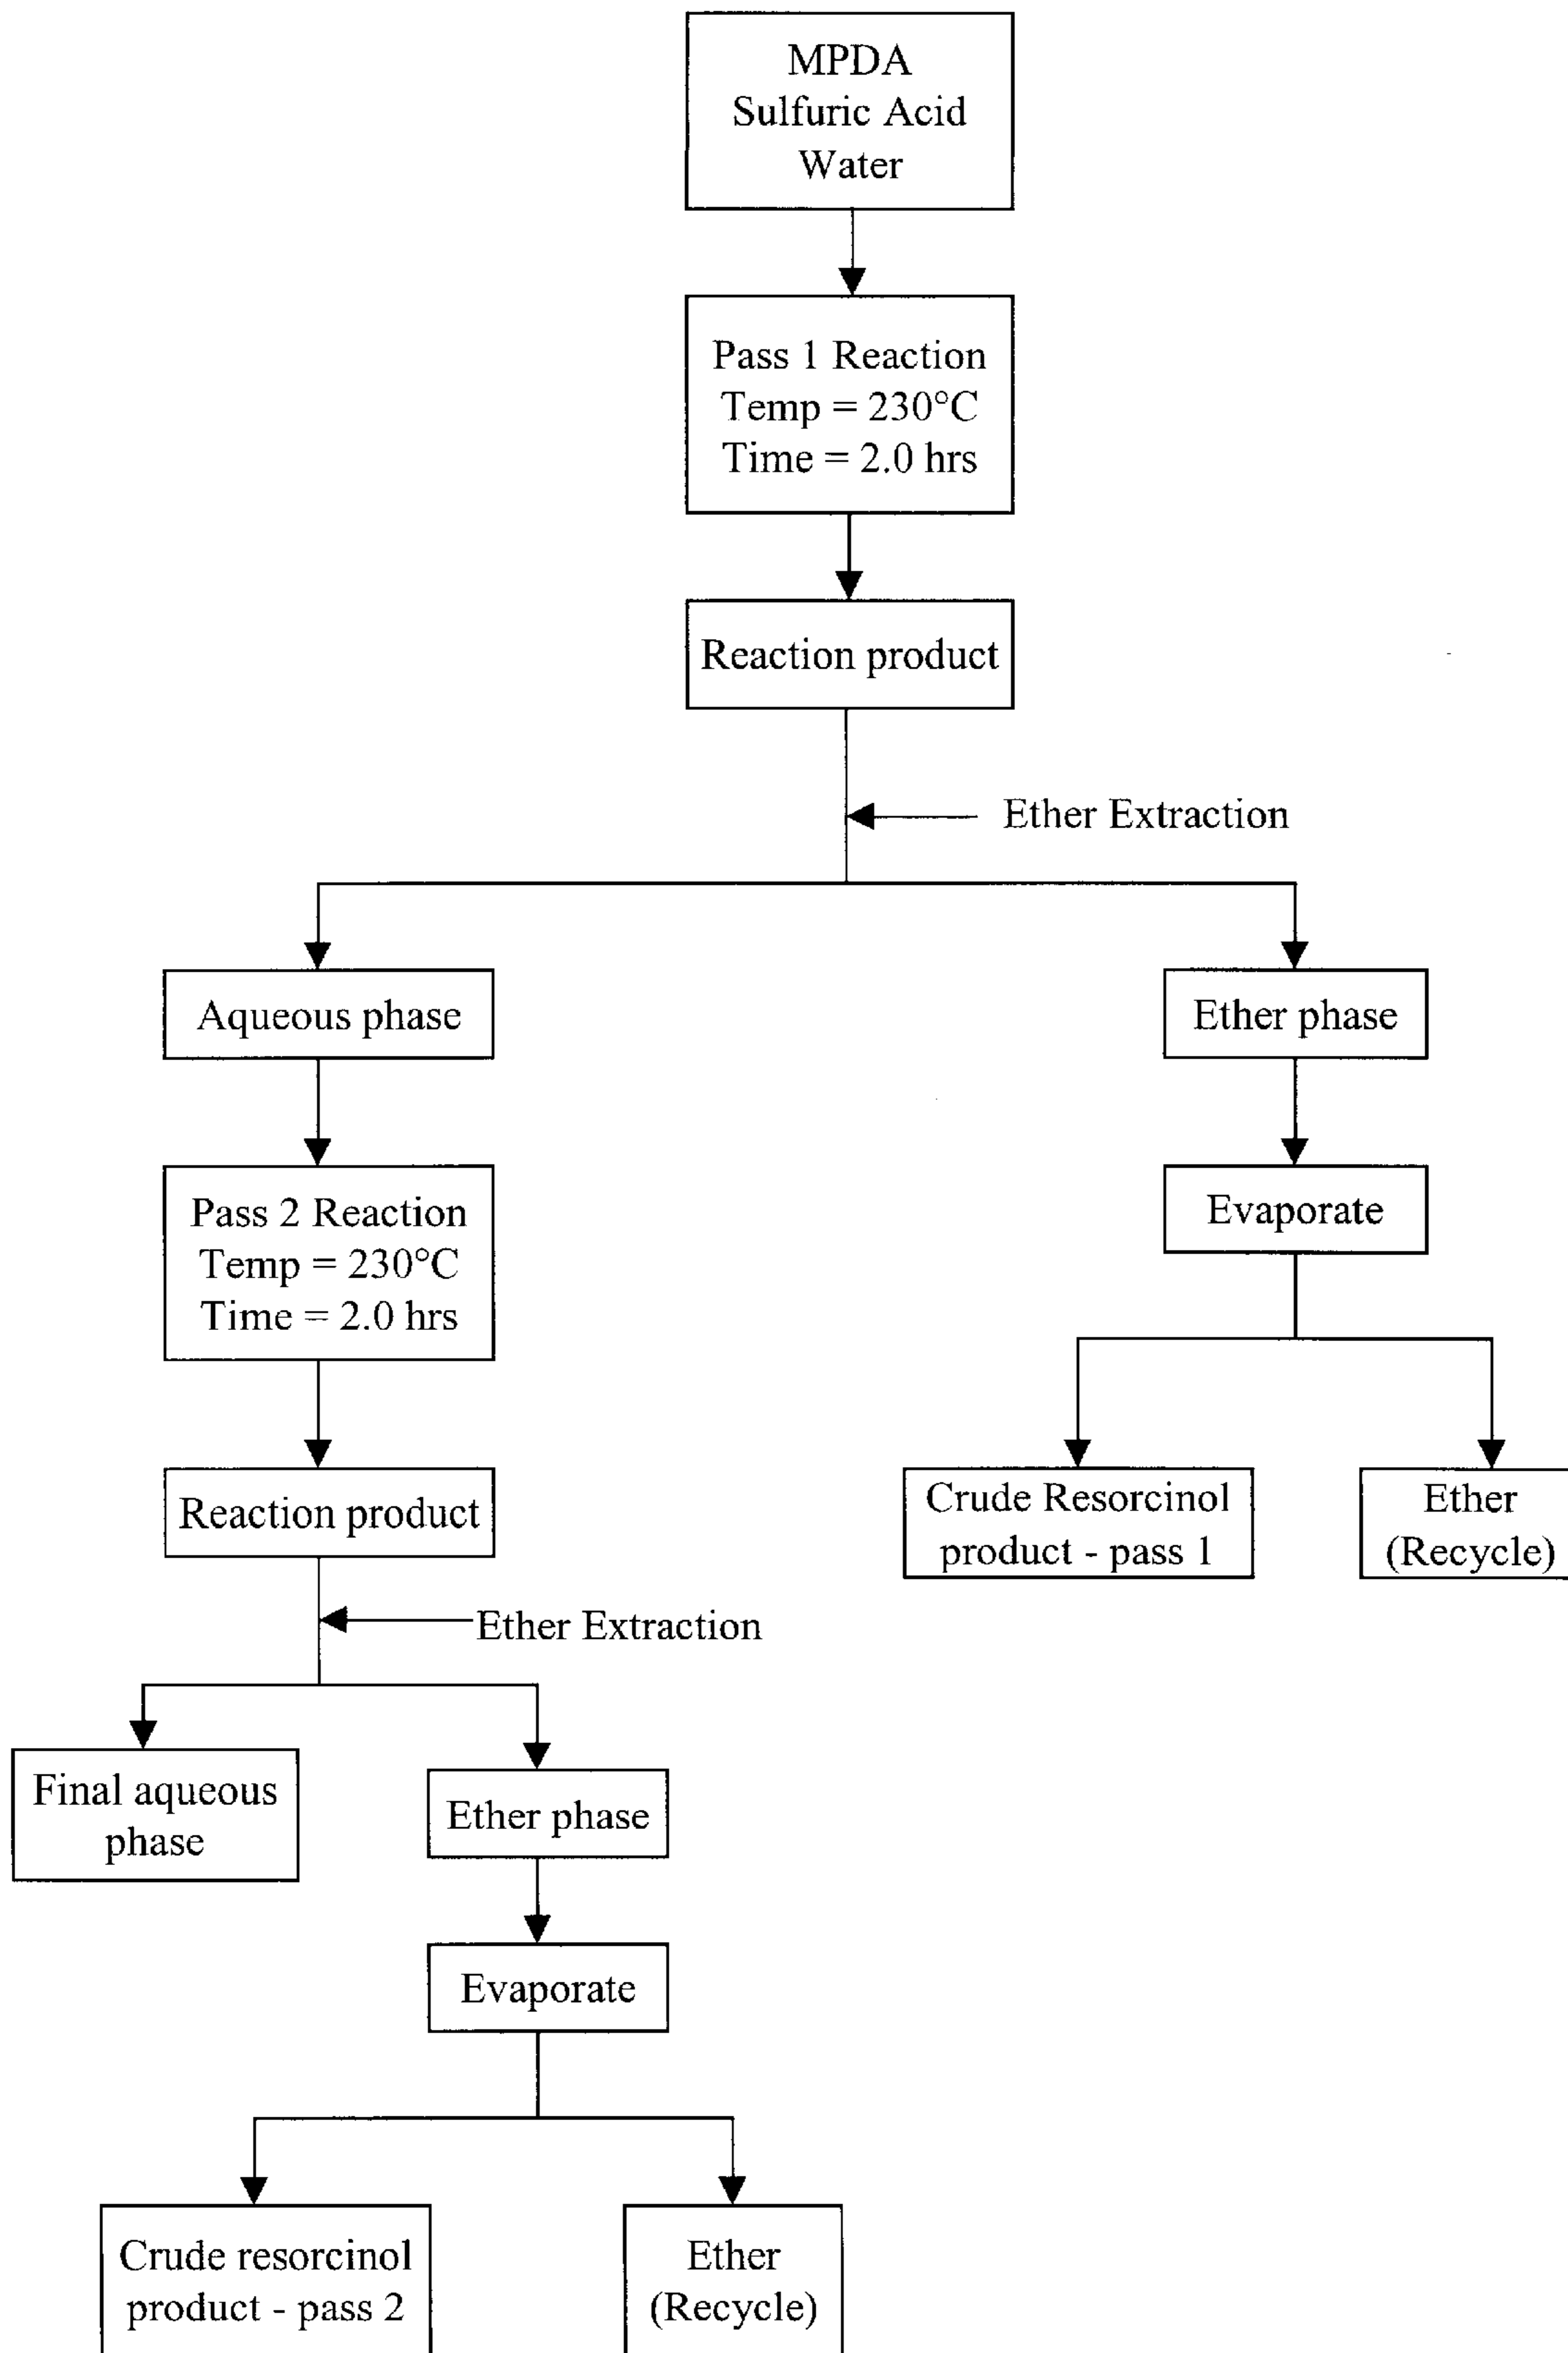 MPDA
Sulfuric Acid
Water
Pass 1 Reaction
Temp = 230°C
Time = 2.0 hrs
Reaction product
Ether Extraction
Aqueous phase
Ether phase
Pass 2 Reaction
Temp = 230°C
Time = 2.0 hrs
Evaporate
Reaction product
Crude Resorcinol
product - pass 1
Ether
(Recycle)
Ether Extraction
Final aqueous
phase
Ether phase
Evaporate
Crude resorcinol
product - pass 2
Ether
(Recycle)